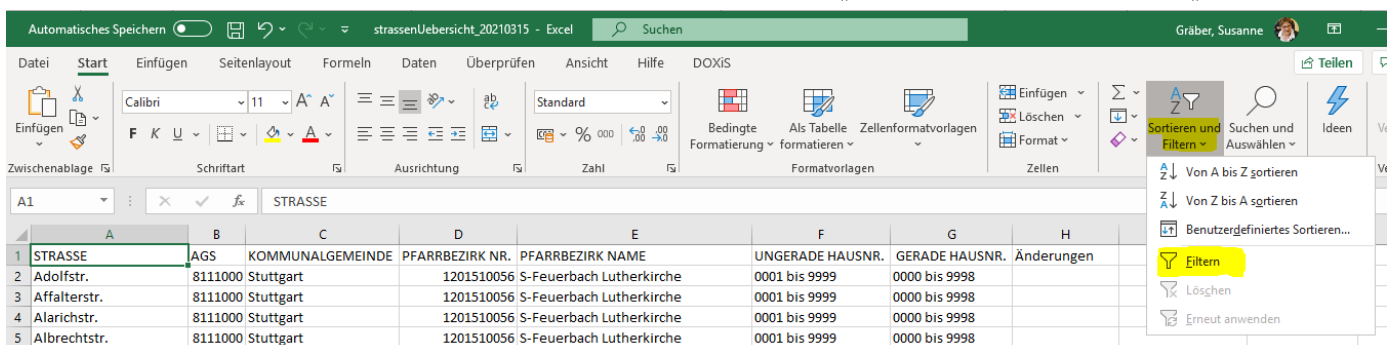 Automatisches Speichern strassenUebersicht_20210315 - Excel Suchen Gräber, Susanne
Datei Start Einfügen Seitenlayout Formeln Daten Überprüfen Ansicht Hilfe DOXiS Teilen
Calibri 11 A A ab Standard Einfügen Σ
Einfügen F K U A % 000 Bedingte Formatierung Als Tabelle formatieren Zellenformatvorlagen Löschen Sortieren und Filtern Suchen und Auswählen Ideen
Format
Zwischenablage Schriftart Ausrichtung Zahl Formatvorlagen Zellen
Von A bis Z sortieren
Von Z bis A sortieren
Benutzerdefiniertes Sortieren...
Filtern
Löschen
Erneut anwenden
A1 fx STRASSE
A B C D E F G H
1 STRASSE AGS KOMMUNALGEMEINDE PFARRBEZIRK NR. PFARRBEZIRK NAME UNGERADE HAUSNR. GERADE HAUSNR. Änderungen
2 Adolfstr. 8111000 Stuttgart 1201510056 S-Feuerbach Lutherkirche 0001 bis 9999 0000 bis 9998
3 Affalterstr. 8111000 Stuttgart 1201510056 S-Feuerbach Lutherkirche 0001 bis 9999 0000 bis 9998
4 Alarichstr. 8111000 Stuttgart 1201510056 S-Feuerbach Lutherkirche 0001 bis 9999 0000 bis 9998
5 Albrechtstr. 8111000 Stuttgart 1201510056 S-Feuerbach Lutherkirche 0001 bis 9999 0000 bis 9998